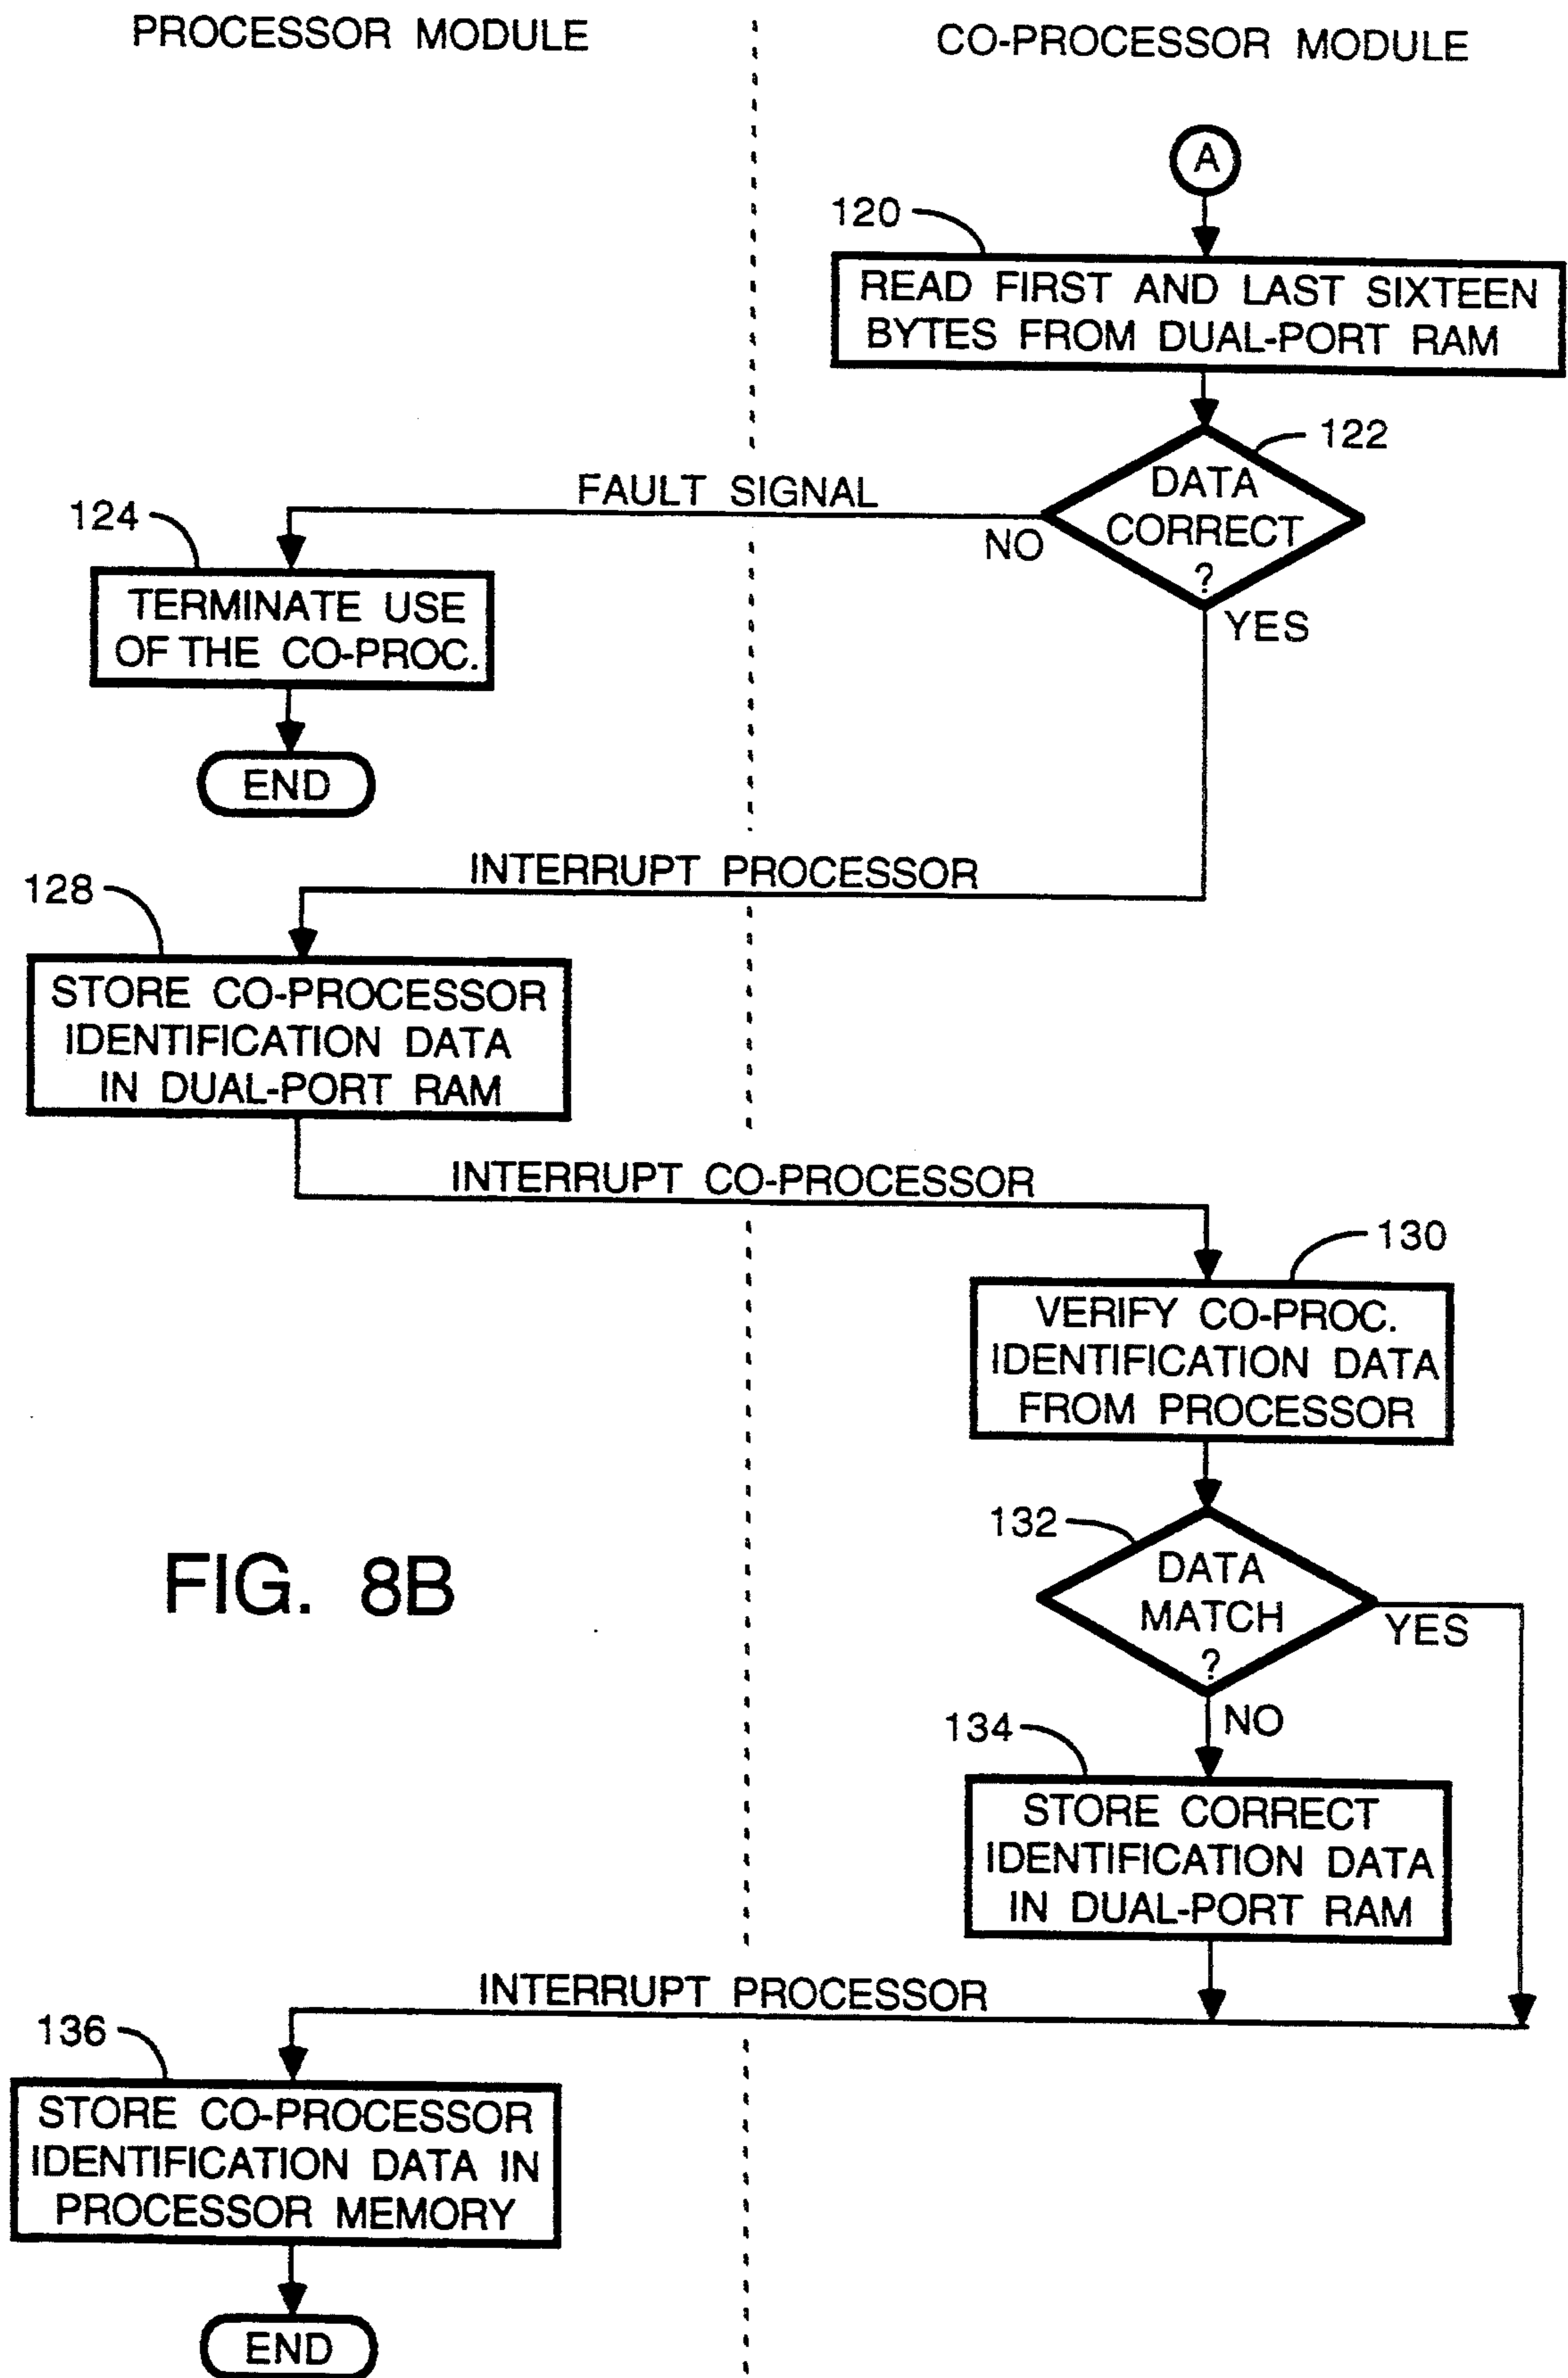 PROCESSOR MODULE
CO-PROCESSOR MODULE
A
120
READ FIRST AND LAST SIXTEEN
BYTES FROM DUAL-PORT RAM
122
DATA
CORRECT
?
FAULT SIGNAL
NO
YES
124
TERMINATE USE
OF THE CO-PROC.
END
INTERRUPT PROCESSOR
128
STORE CO-PROCESSOR
IDENTIFICATION DATA
IN DUAL-PORT RAM
INTERRUPT CO-PROCESSOR
130
VERIFY CO-PROC.
IDENTIFICATION DATA
FROM PROCESSOR
132
DATA
MATCH
?
YES
NO
FIG. 8B
134
STORE CORRECT
IDENTIFICATION DATA
IN DUAL-PORT RAM
INTERRUPT PROCESSOR
136
STORE CO-PROCESSOR
IDENTIFICATION DATA IN
PROCESSOR MEMORY
END